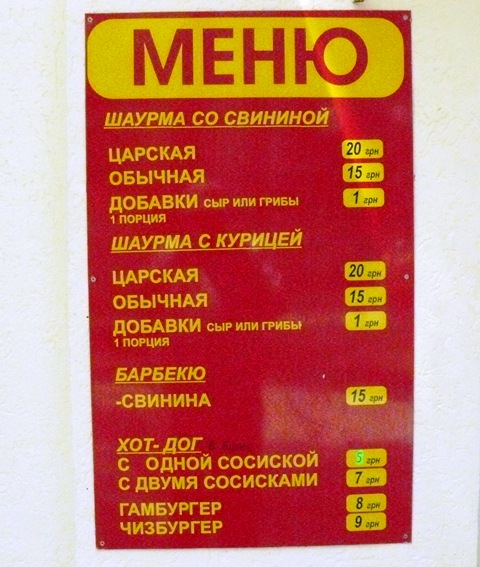 МЕНЮ
ШАУРМА СО СВИНИНОЙ
ЦАРСКАЯ 20 грн
ОБЫЧНАЯ 15 грн
ДОБАВКИ СЫР ИЛИ ГРИБЫ 1 грн
1 ПОРЦИЯ
ШАУРМА С КУРИЦЕЙ
ЦАРСКАЯ 20 грн
ОБЫЧНАЯ 15 грн
ДОБАВКИ СЫР ИЛИ ГРИБЫ 1 грн
1 ПОРЦИЯ
БАРБЕКЮ
-СВИНИНА 15 грн
ХОТ- ДОГ
С ОДНОЙ СОСИСКОЙ 5 грн
С ДВУМЯ СОСИСКАМИ 7 грн
ГАМБУРГЕР 8 грн
ЧИЗБУРГЕР 9 грн